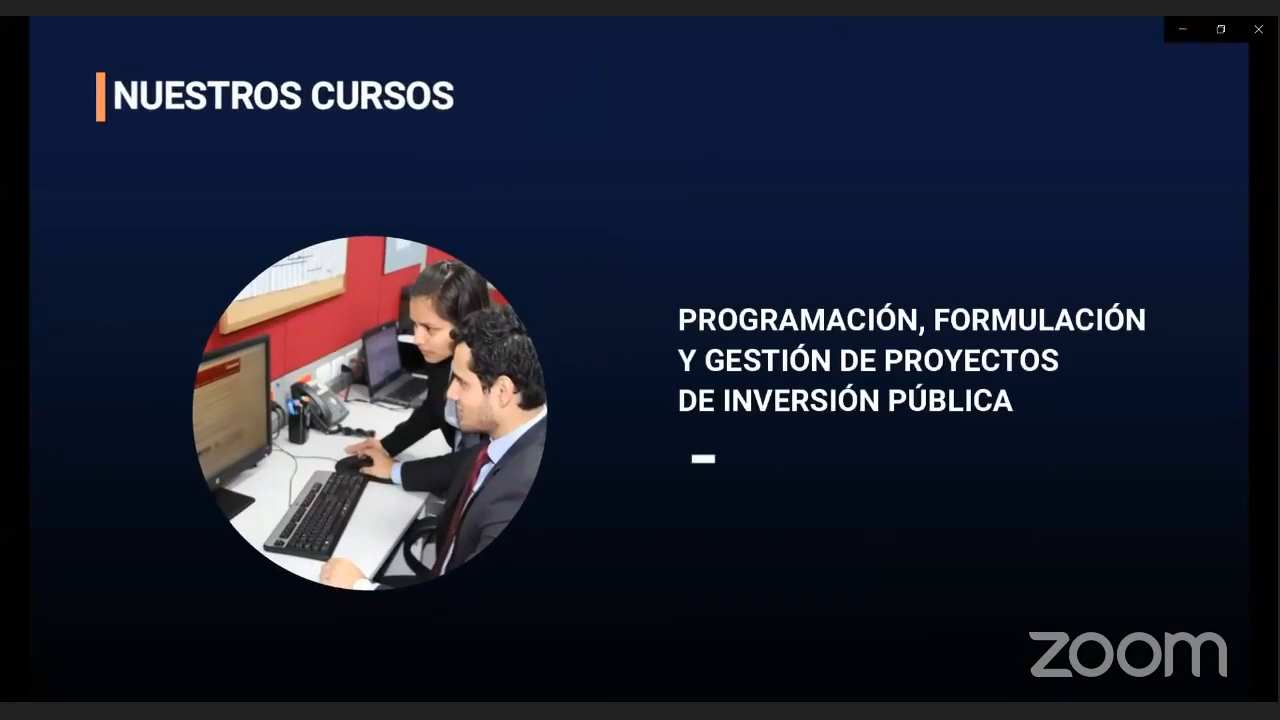 NUESTROS CURSOS
PROGRAMACIÓN, FORMULACIÓN
Y GESTIÓN DE PROYECTOS
DE INVERSIÓN PÚBLICA
zoom